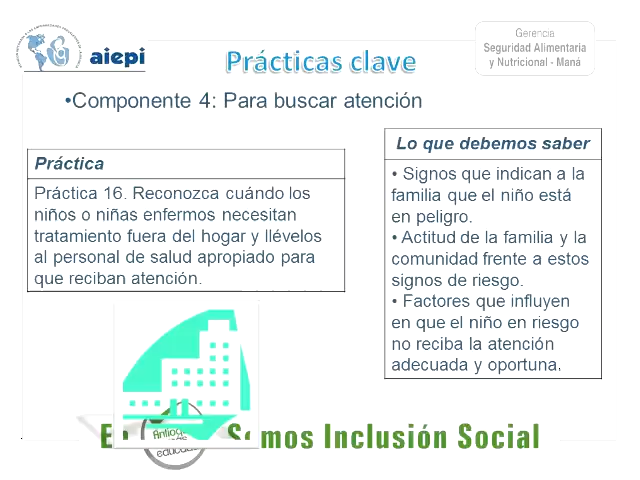 aiepi
Prácticas clave
Gerencia
Seguridad Alimentaria
y Nutricional - Maná
•Componente 4: Para buscar atención
Práctica
Práctica 16. Reconozca cuándo los
niños o niñas enfermos necesitan
tratamiento fuera del hogar y llévelos
al personal de salud apropiado para
que reciban atención.
Lo que debemos saber
• Signos que indican a la
familia que el niño está
en peligro.
• Actitud de la familia y la
comunidad frente a estos
signos de riesgo.
• Factores que influyen
en que el niño en riesgo
no reciba la atención
adecuada y oportuna.
Somos Inclusión Social